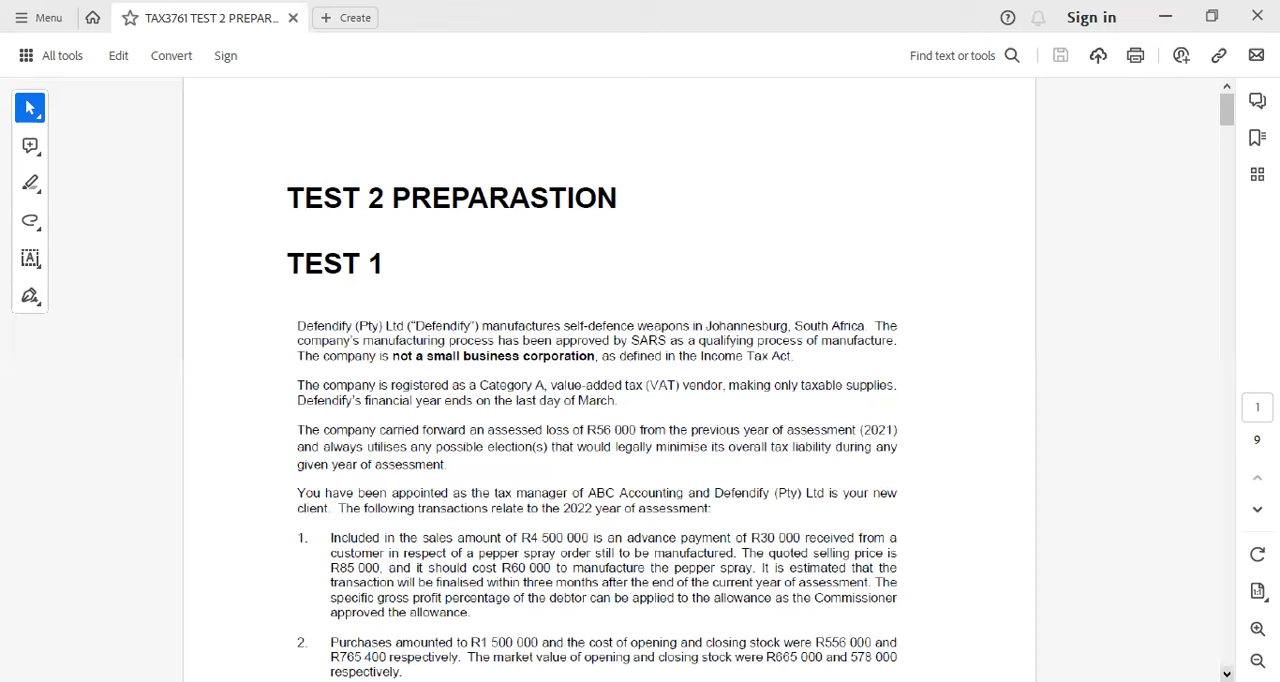 Menu
TAX3761 TEST 2 PREPAR...
Create
Sign in
All tools
Edit
Convert
Sign
Find text or tools
TEST 2 PREPARASTION
TEST 1
Defendify (Pty) Ltd (“Defendify”) manufactures self-defence weapons in Johannesburg, South Africa. The
company’s manufacturing process has been approved by SARS as a qualifying process of manufacture.
The company is not a small business corporation, as defined in the Income Tax Act.
The company is registered as a Category A, value-added tax (VAT) vendor, making only taxable supplies.
Defendify’s financial year ends on the last day of March.
The company carried forward an assessed loss of R56 000 from the previous year of assessment (2021)
and always utilises any possible election(s) that would legally minimise its overall tax liability during any
given year of assessment.
You have been appointed as the tax manager of ABC Accounting and Defendify (Pty) Ltd is your new
client. The following transactions relate to the 2022 year of assessment:
1. Included in the sales amount of R4 500 000 is an advance payment of R30 000 received from a
customer in respect of a pepper spray order still to be manufactured. The quoted selling price is
R85 000, and it should cost R60 000 to manufacture the pepper spray. It is estimated that the
transaction will be finalised within three months after the end of the current year of assessment. The
specific gross profit percentage of the debtor can be applied to the allowance as the Commissioner
approved the allowance.
2. Purchases amounted to R1 500 000 and the cost of opening and closing stock were R556 000 and
R765 400 respectively. The market value of opening and closing stock were R665 000 and 578 000
respectively.
1
9